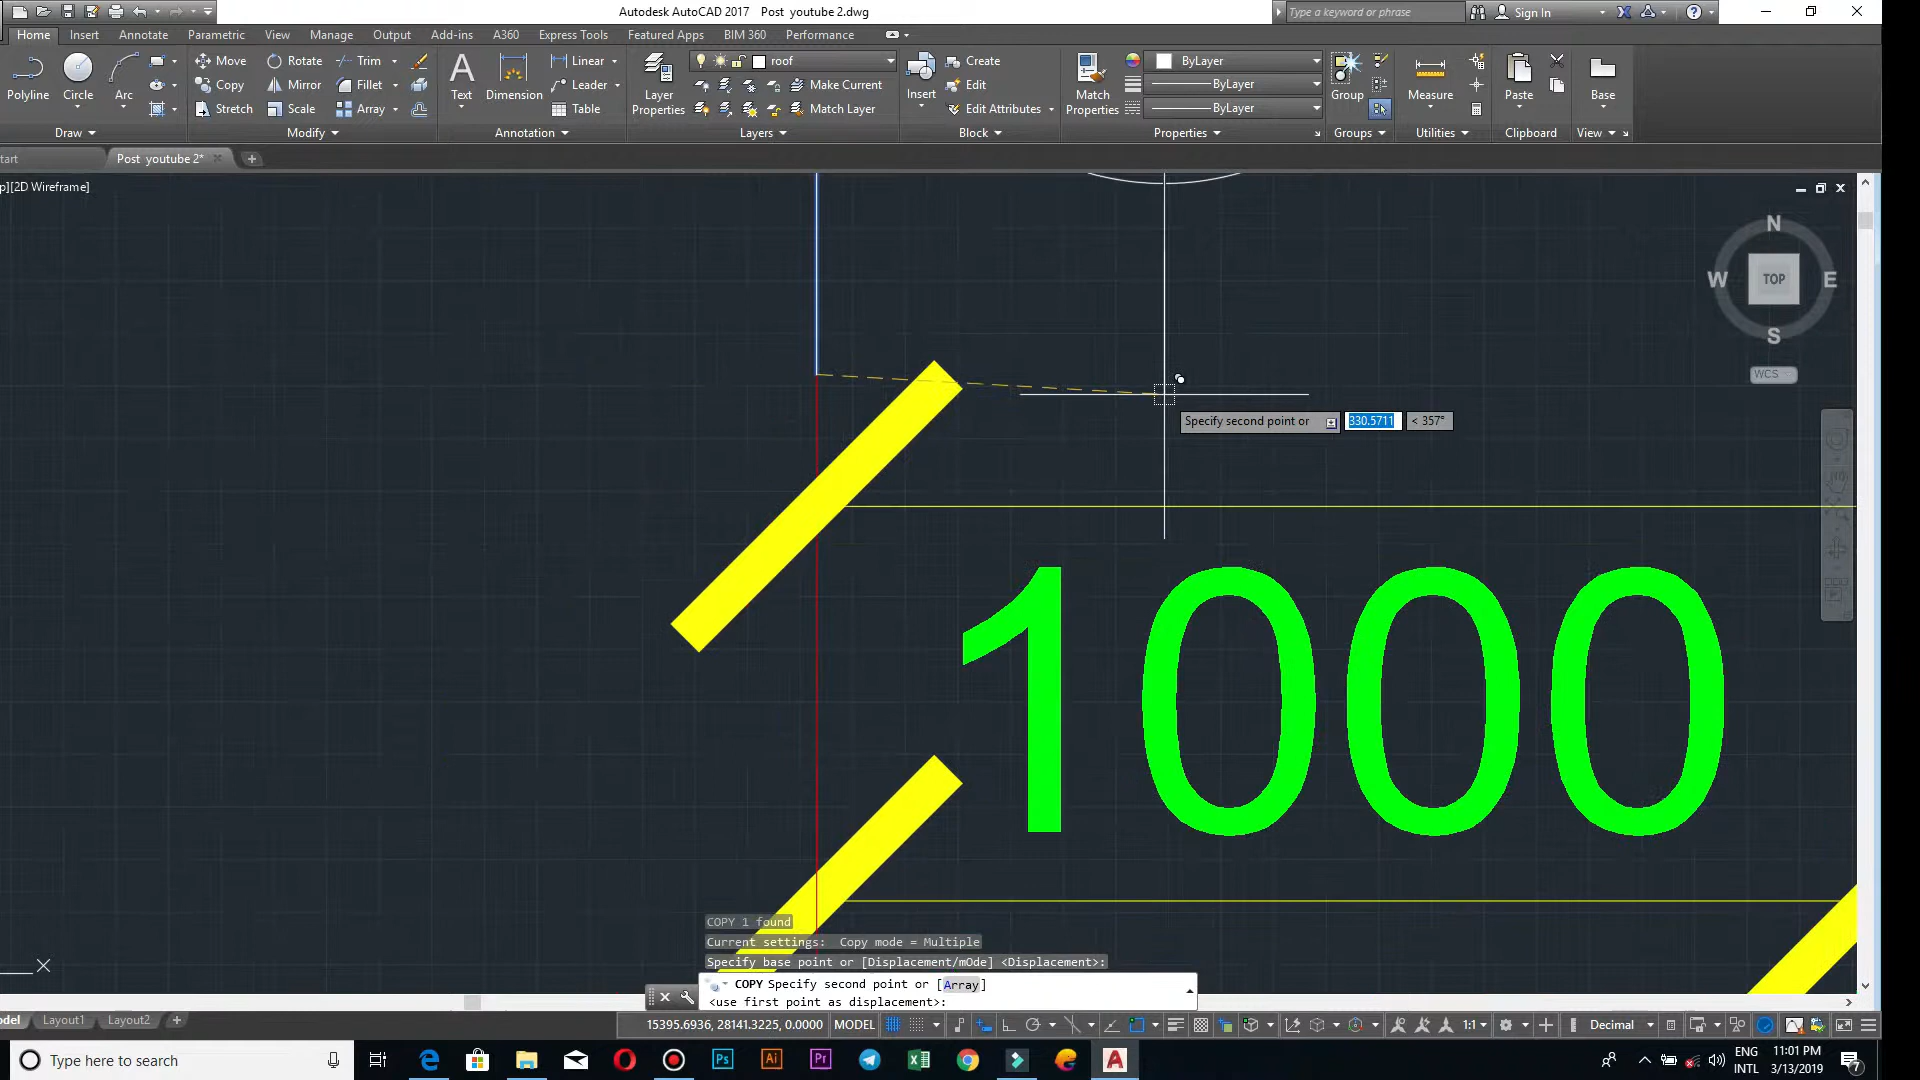 Autodesk AutoCAD 2017 Post youtube 2.dwg
Type a keyword or phrase
Sign In
Home Insert Annotate Parametric View Manage Output Add-ins A360 Express Tools Featured Apps BIM 360 Performance
Polyline Circle Arc
Move Rotate Trim
Copy Mirror Fillet
Stretch Scale Array
Text Dimension
Linear
Leader
Table
Layer Properties
roof
Make Current
Match Layer
Insert
Create
Edit
Edit Attributes
Match Properties
ByLayer
ByLayer
ByLayer
Group
Measure
Paste
Base
Draw Modify Annotation Layers Block Properties Groups Utilities Clipboard View
tart Post youtube 2*
p][2D Wireframe]
N
W TOP E
S
WCS
Specify second point or 330.5711 < 357°
1000
COPY 1 found
Current settings: Copy mode = Multiple
Specify base point or [Displacement/mOde] <Displacement>:
COPY Specify second point or [Array]
<use first point as displacement>:
odel Layout1 Layout2
15395.6936, 28141.3225, 0.0000 MODEL
1:1
Decimal
Type here to search
Ps Ai Pr
ENG
INTL
11:01 PM
3/13/2019
7